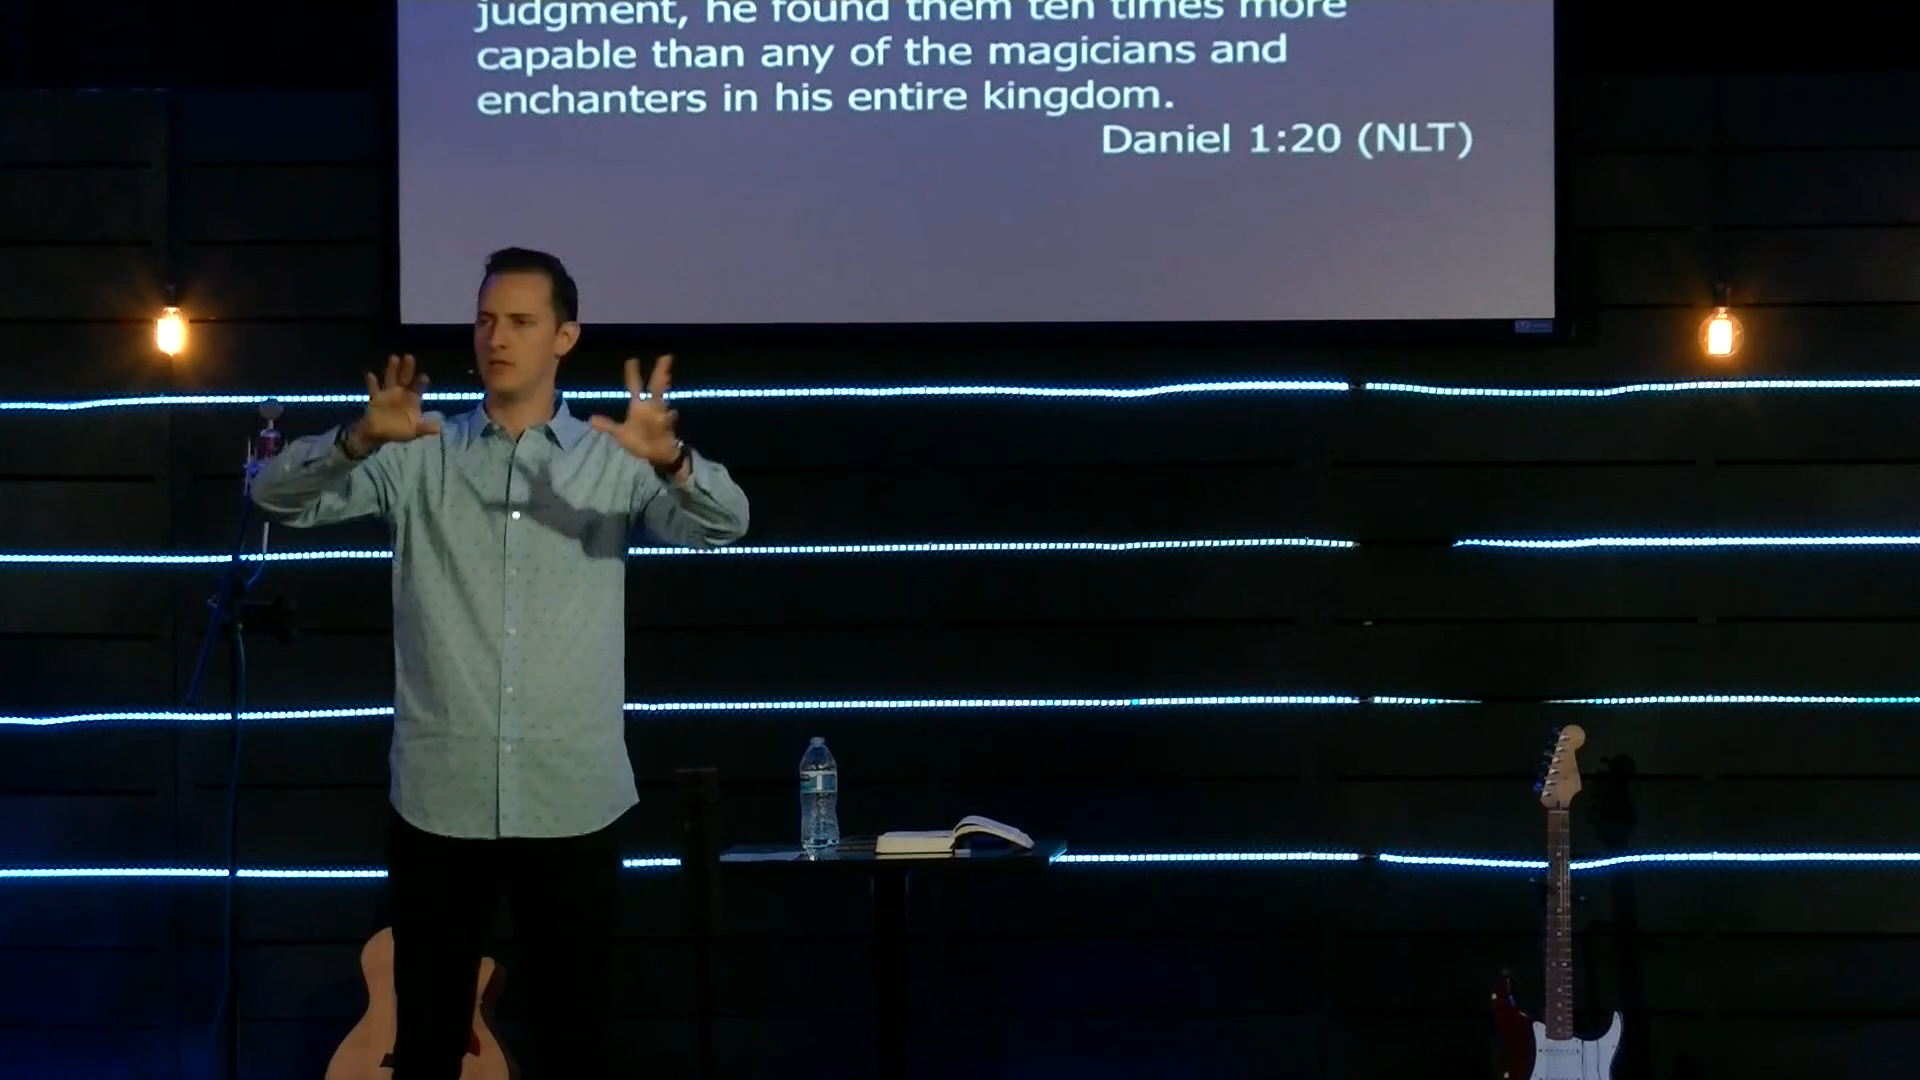 judgment, he found them ten times more
capable than any of the magicians and
enchanters in his entire kingdom.
Daniel 1:20 (NLT)